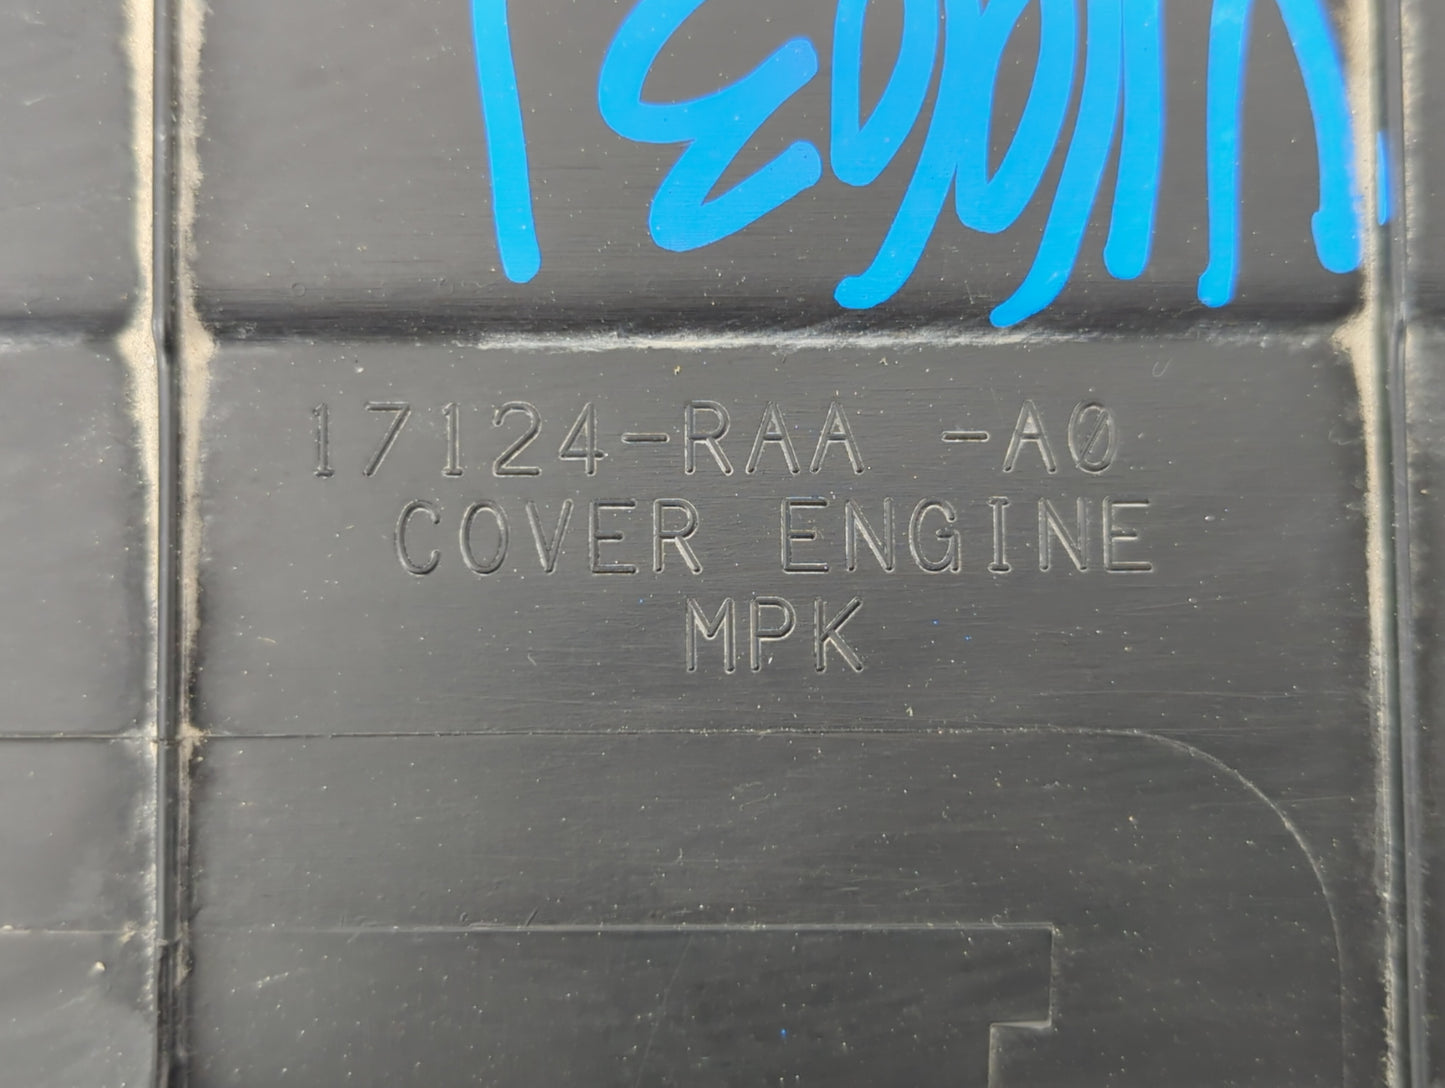 17124-RAA -A0
COVER ENGINE
MPK